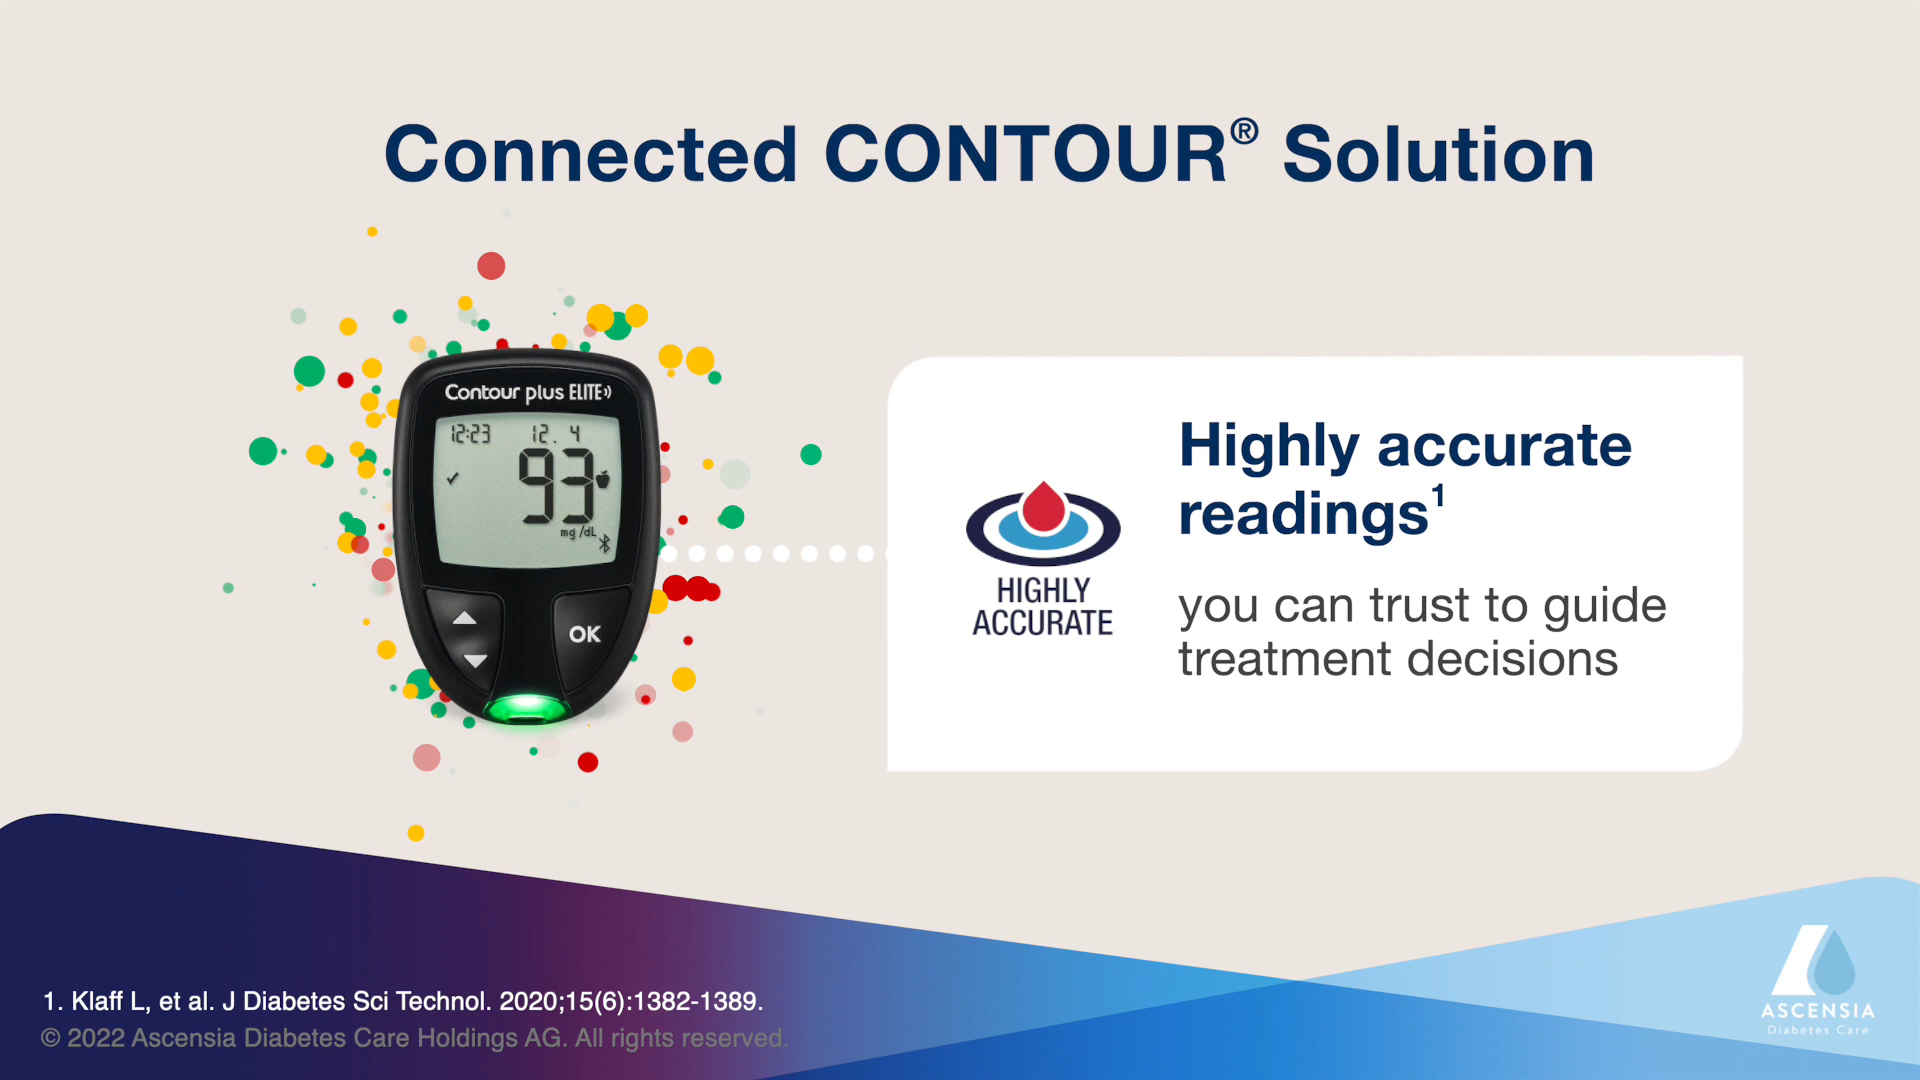 Connected CONTOUR® Solution
Contour plus ELITE
12:23 12. 4
93
mg/dL
OK
HIGHLY
ACCURATE
Highly accurate
readings¹
you can trust to guide
treatment decisions
1. Klaff L, et al. J Diabetes Sci Technol. 2020;15(6):1382-1389.
© 2022 Ascensia Diabetes Care Holdings AG. All rights reserved.
ASCENSIA
Diabetes Care